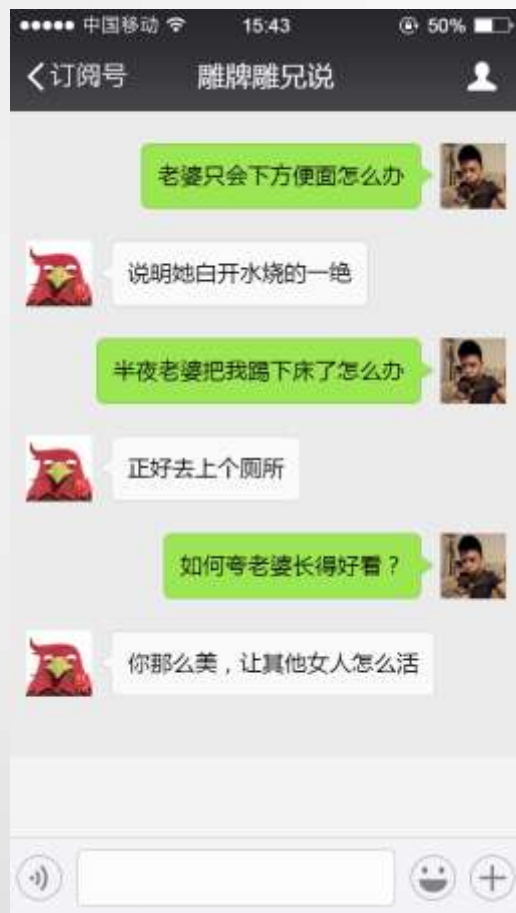 中国移动 15:43 50%
订阅号 雕牌雕兄说
老婆只会下方便面怎么办
说明她白开水烧的一绝
半夜老婆把我踢下床了怎么办
正好去上个厕所
如何夸老婆长得好看？
你那么美，让其他女人怎么活